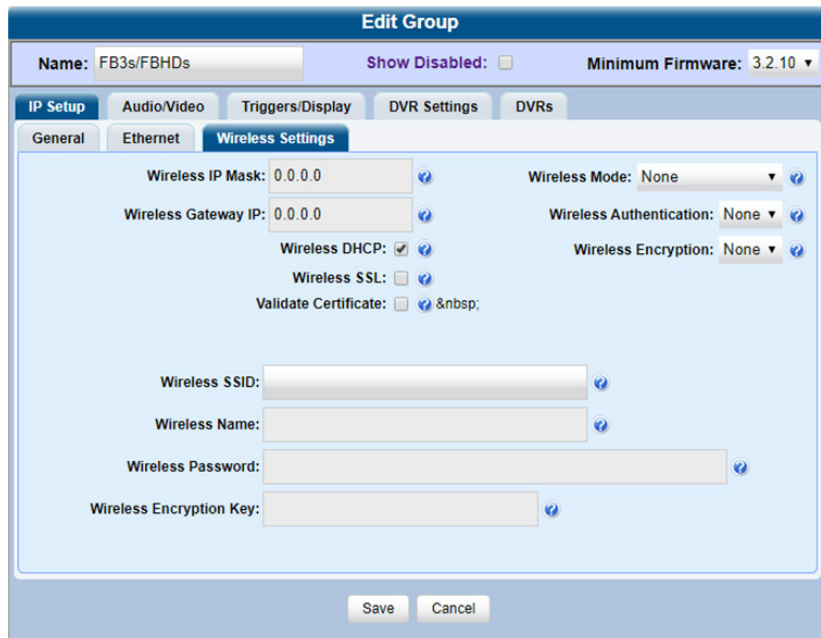 Edit Group
Name: FB3s/FBHDs Show Disabled: Minimum Firmware: 3.2.10
IP Setup Audio/Video Triggers/Display DVR Settings DVRs
General Ethernet Wireless Settings
Wireless IP Mask: 0.0.0.0 Wireless Mode: None
Wireless Gateway IP: 0.0.0.0 Wireless Authentication: None
Wireless DHCP: Wireless Encryption: None
Wireless SSL:
Validate Certificate: &nbsp;
Wireless SSID:
Wireless Name:
Wireless Password:
Wireless Encryption Key:
Save Cancel